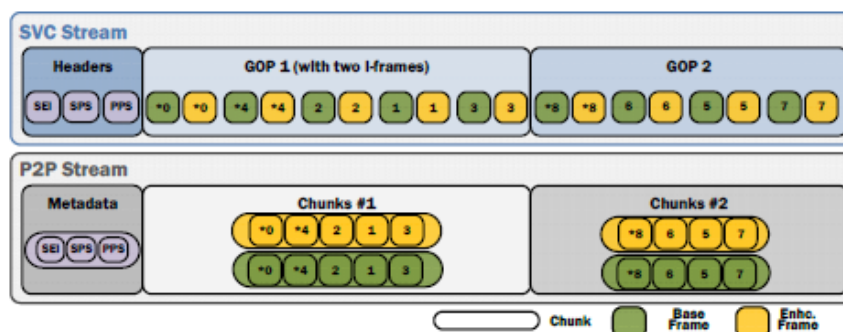 SVC Stream
Headers GOP 1 (with two I-frames) GOP 2
SEI SPS PPS *0 *0 *4 *4 2 2 1 1 3 3 *8 *8 6 6 5 5 7 7
P2P Stream
Metadata Chunks #1 Chunks #2
*0 *4 2 1 3 *8 6 5 7
SEI SPS PPS
*0 *4 2 1 3 *8 6 5 7
Chunk Base Frame Enhc. Frame